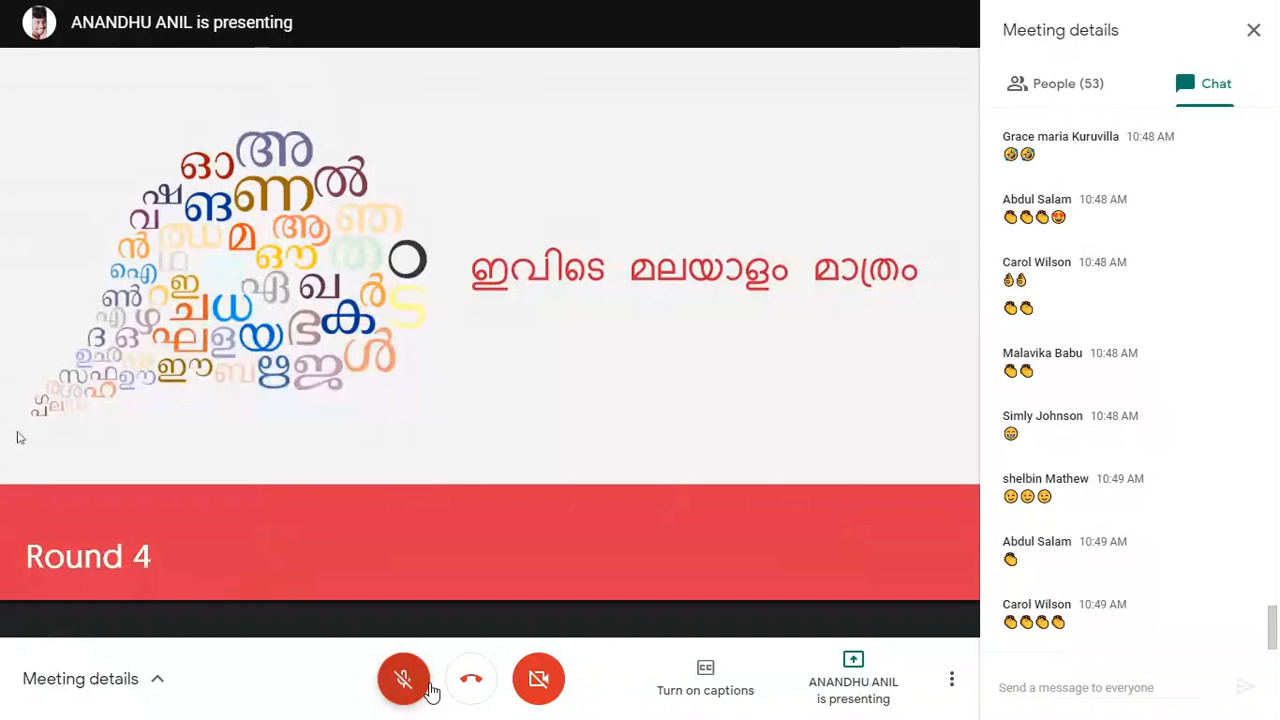 ANANDHU ANIL is presenting
ഓ അ
ഷ ങ ണ ൽ
വ ൻ ഝ മ ആ ഞ
ഐ ഔ ത ം
ൺ റ ഇ ഏ ഖ ർ ട
എ ഴ ച ധ ഭ ക
ദ ഒ ഘ ള യ ൾ
ഉ ഛ
സ ഫ ഊ ഈ ബ ഋ ജ
ശ ഹ
ഗ പ ല
ഇവിടെ മലയാളം മാത്രം
Round 4
Meeting details
Turn on captions
ANANDHU ANIL
is presenting
Meeting details
People (53)
Chat
Grace maria Kuruvilla 10:48 AM
🤣🤣
Abdul Salam 10:48 AM
👏👏👏😍
Carol Wilson 10:48 AM
👌👌
👏👏
Malavika Babu 10:48 AM
👏👏
Simly Johnson 10:48 AM
😁
shelbin Mathew 10:49 AM
😉😉😉
Abdul Salam 10:49 AM
👏
Carol Wilson 10:49 AM
👏👏👏👏
Send a message to everyone